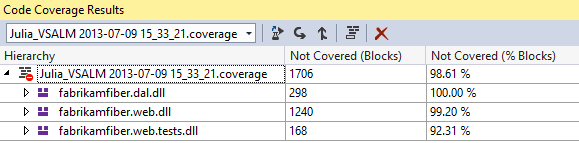 Code Coverage Results
Julia_VSALM 2013-07-09 15_33_21.coverage
Hierarchy Not Covered (Blocks) Not Covered (% Blocks)
Julia_VSALM 2013-07-09 15_33_21.coverage 1706 98.61 %
fabrikamfiber.dal.dll 298 100.00 %
fabrikamfiber.web.dll 1240 99.20 %
fabrikamfiber.web.tests.dll 168 92.31 %